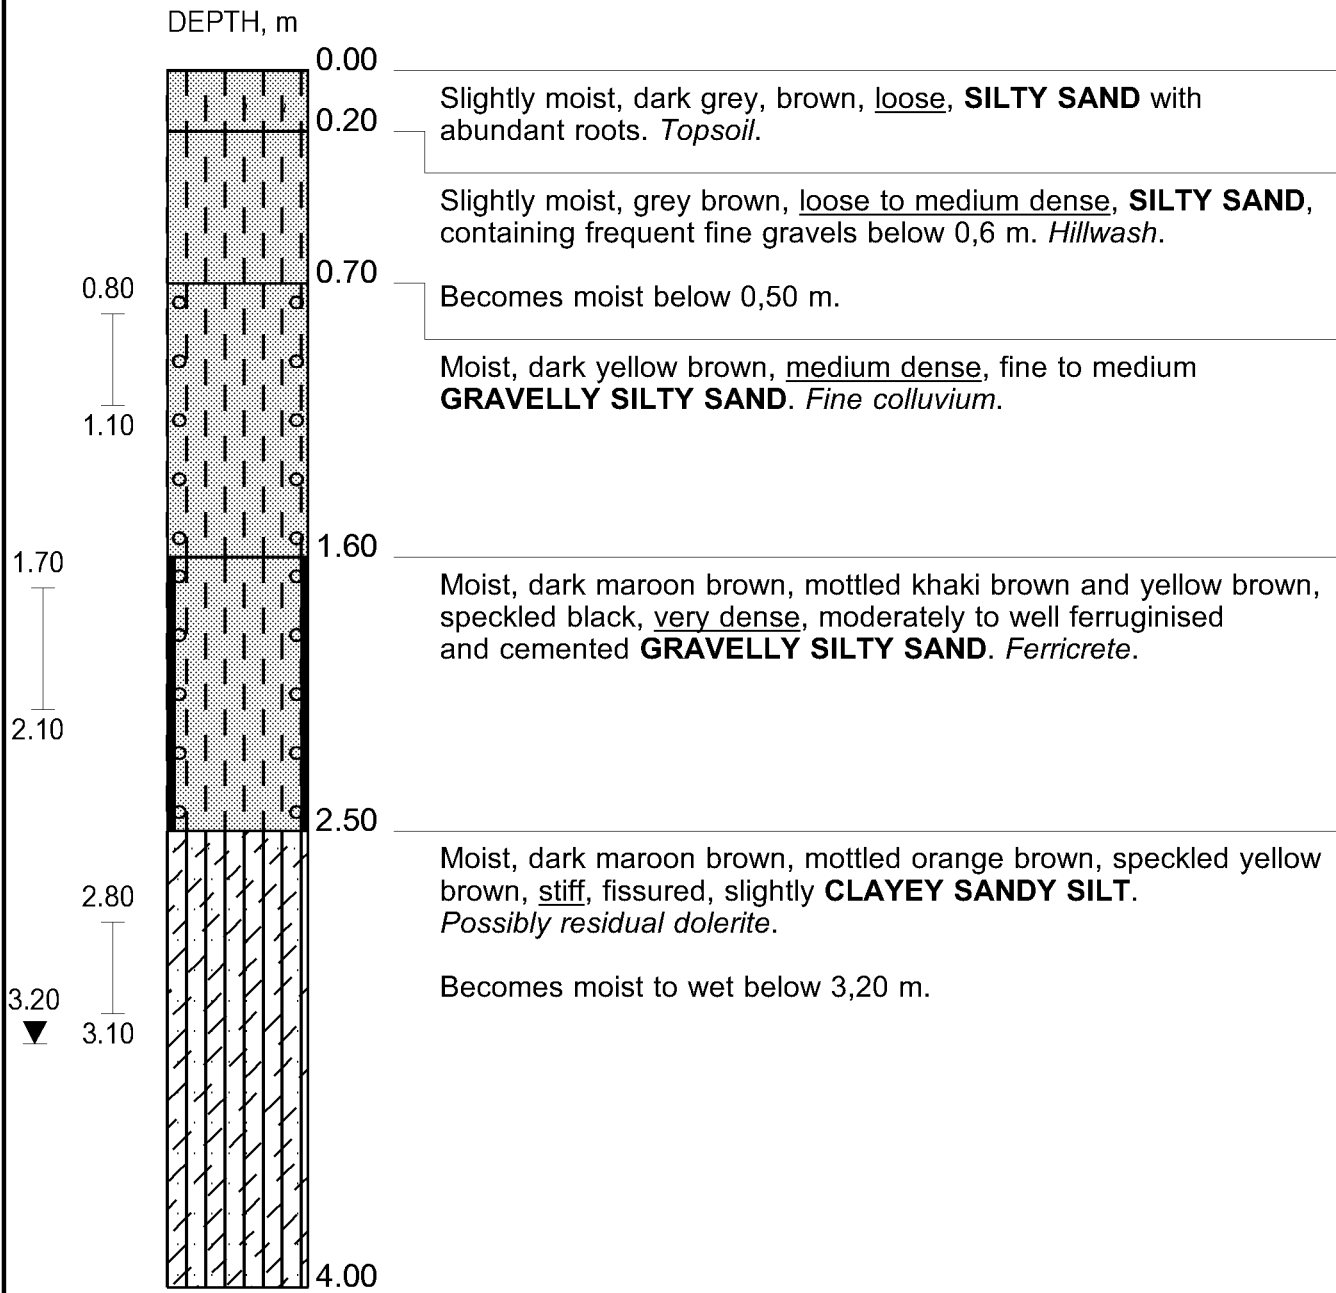 DEPTH, m
0.00
Slightly moist, dark grey, brown, loose, SILTY SAND with
abundant roots. Topsoil.
0.20
Slightly moist, grey brown, loose to medium dense, SILTY SAND,
containing frequent fine gravels below 0,6 m. Hillwash.
Becomes moist below 0,50 m.
0.70
0.80
1.10
Moist, dark yellow brown, medium dense, fine to medium
GRAVELLY SILTY SAND. Fine colluvium.
1.60
1.70
2.10
Moist, dark maroon brown, mottled khaki brown and yellow brown,
speckled black, very dense, moderately to well ferruginised
and cemented GRAVELLY SILTY SAND. Ferricrete.
2.50
2.80
3.10
3.20
Moist, dark maroon brown, mottled orange brown, speckled yellow
brown, stiff, fissured, slightly CLAYEY SANDY SILT.
Possibly residual dolerite.
Becomes moist to wet below 3,20 m.
4.00